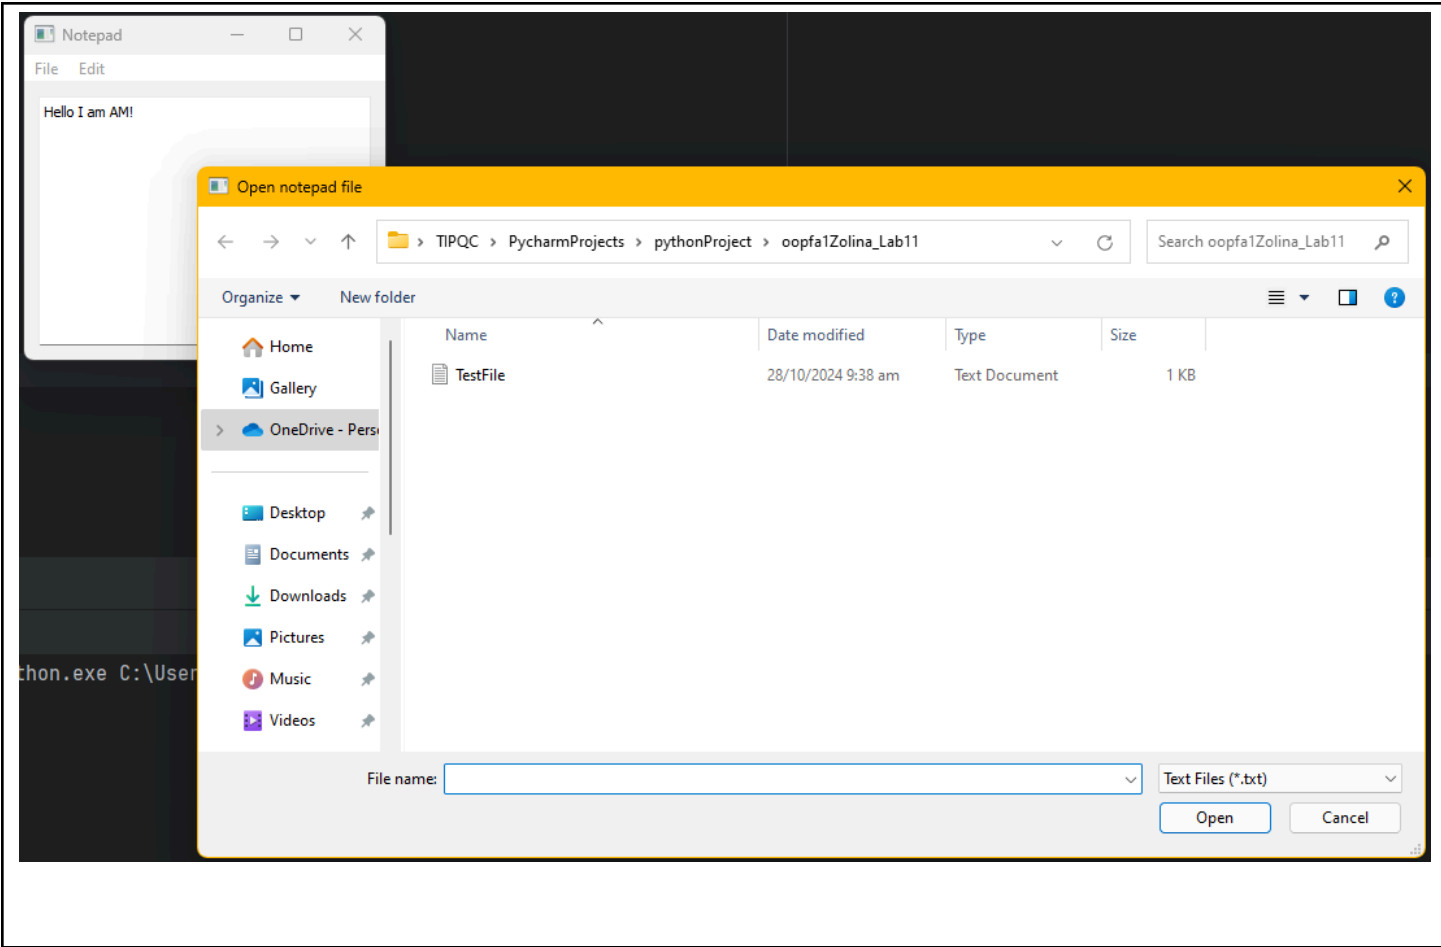 Notepad
File Edit
Hello I am AM!
Open notepad file
TIPQC > PycharmProjects > pythonProject > oopfa1Zolina_Lab11
Search oopfa1Zolina_Lab11
Organize New folder
Name Date modified Type Size
Home
Gallery
OneDrive - Pers
Desktop
Documents
Downloads
Pictures
Music
Videos
TestFile 28/10/2024 9:38 am Text Document 1 KB
thon.exe C:\User
File name: Text Files (*.txt)
Open Cancel